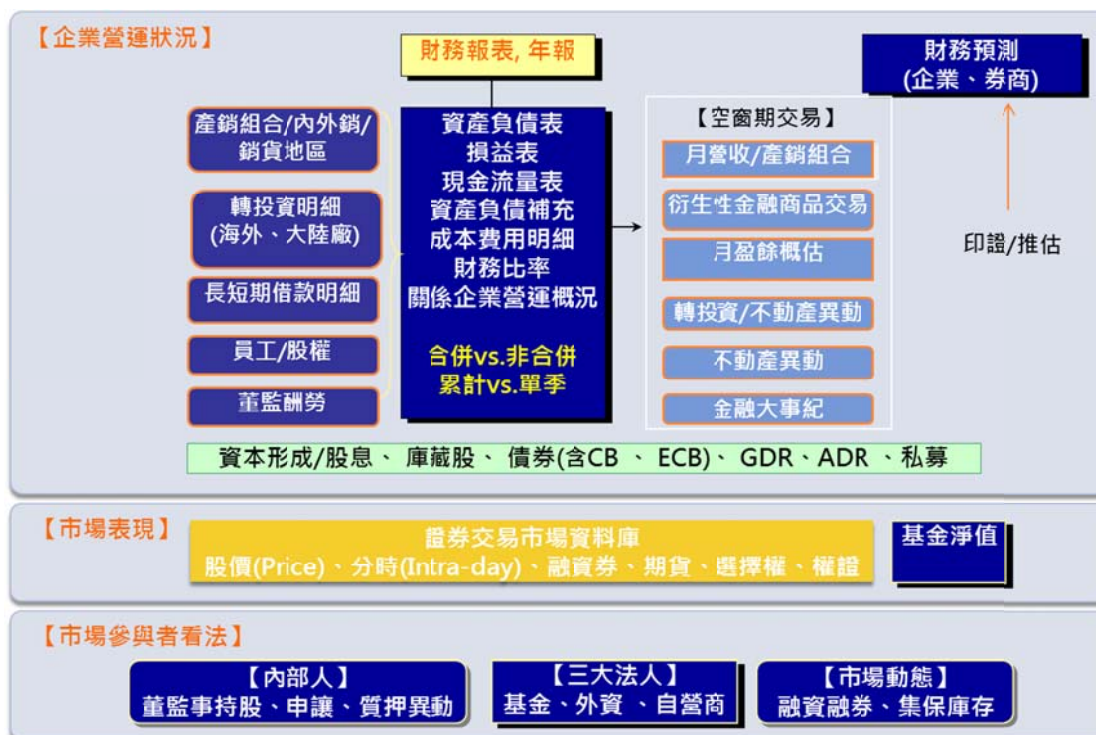 【企業營運狀況】
財務報表, 年報
財務預測
(企業、券商)
產銷組合/內外銷/
銷貨地區
轉投資明細
(海外、大陸廠)
長短期借款明細
員工/股權
董監酬勞
資產負債表
損益表
現金流量表
資產負債補充
成本費用明細
財務比率
關係企業營運概況
合併vs.非合併
累計vs.單季
【空窗期交易】
月營收/產銷組合
衍生性金融商品交易
月盈餘概估
轉投資/不動產異動
不動產異動
金融大事紀
印證/推估
資本形成/股息、 庫藏股、 債券(含CB 、 ECB)、 GDR、ADR 、私募
【市場表現】
證券交易市場資料庫
股價(Price)、分時(Intra-day)、融資券、期貨、選擇權、權證
基金淨值
【市場參與者看法】
【內部人】
董監事持股、申讓、質押異動
【三大法人】
基金、外資 、自營商
【市場動態】
融資融券、集保庫存